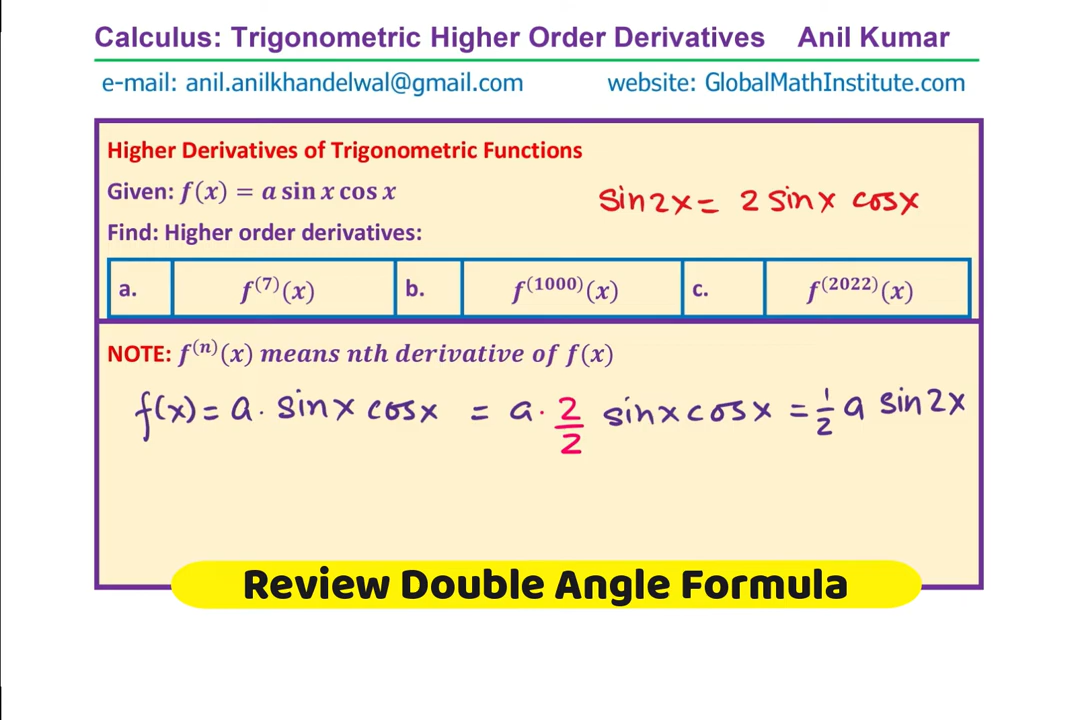 Calculus: Trigonometric Higher Order Derivatives Anil Kumar
e-mail: anil.anilkhandelwal@gmail.com website: GlobalMathInstitute.com
Higher Derivatives of Trigonometric Functions
Given: f(x) = a sin x cos x sin2x = 2 sinx cosx
Find: Higher order derivatives:
a. f⁽⁷⁾(x) b. f⁽¹⁰⁰⁰⁾(x) c. f⁽²⁰²²⁾(x)
NOTE: f⁽ⁿ⁾(x) means nth derivative of f(x)
f(x) = a. sinx cosx = a · 2/2 sinx cosx = 1/2 a sin2x
Review Double Angle Formula